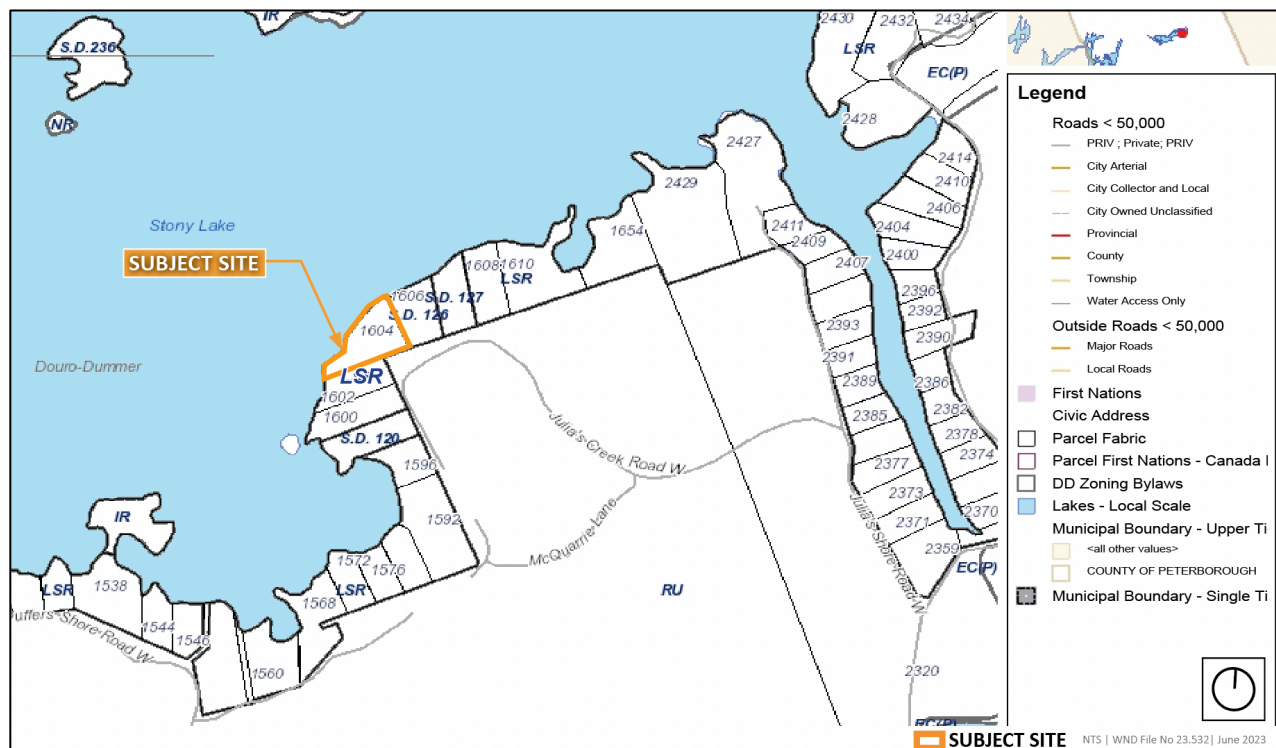 IR
S.D.236
NR
2430
2432
2434
LSR
EC(P)
2428
2427
2414
2410
2406
2429
2411
2409
2404
2400
1654
2407
Stony Lake
SUBJECT SITE
1608
1610
LSR
1606
S.D. 127
S.D. 126
1604
2396
2392
2393
2390
Douro-Dummer
LSR
2391
2389
2386
1602
1600
2385
2382
S.D. 120
2378
2374
1596
2377
Julia's Creek Road W
2373
2370
1592
2371
IR
McQuarrie Lane
Julia's Shore Road W
2359
EC(P)
1572
1576
LSR
1538
LSR
1568
RU
1544
1546
uffers-Shore-Road W
1560
2320
EC(P)
Legend
Roads < 50,000
PRIV ; Private; PRIV
City Arterial
City Collector and Local
City Owned Unclassified
Provincial
County
Township
Water Access Only
Outside Roads < 50,000
Major Roads
Local Roads
First Nations
Civic Address
Parcel Fabric
Parcel First Nations - Canada l
DD Zoning Bylaws
Lakes - Local Scale
Municipal Boundary - Upper Ti
<all other values>
COUNTY OF PETERBOROUGH
Municipal Boundary - Single Ti
SUBJECT SITE
NTS | WND File No 23.532| June 2023